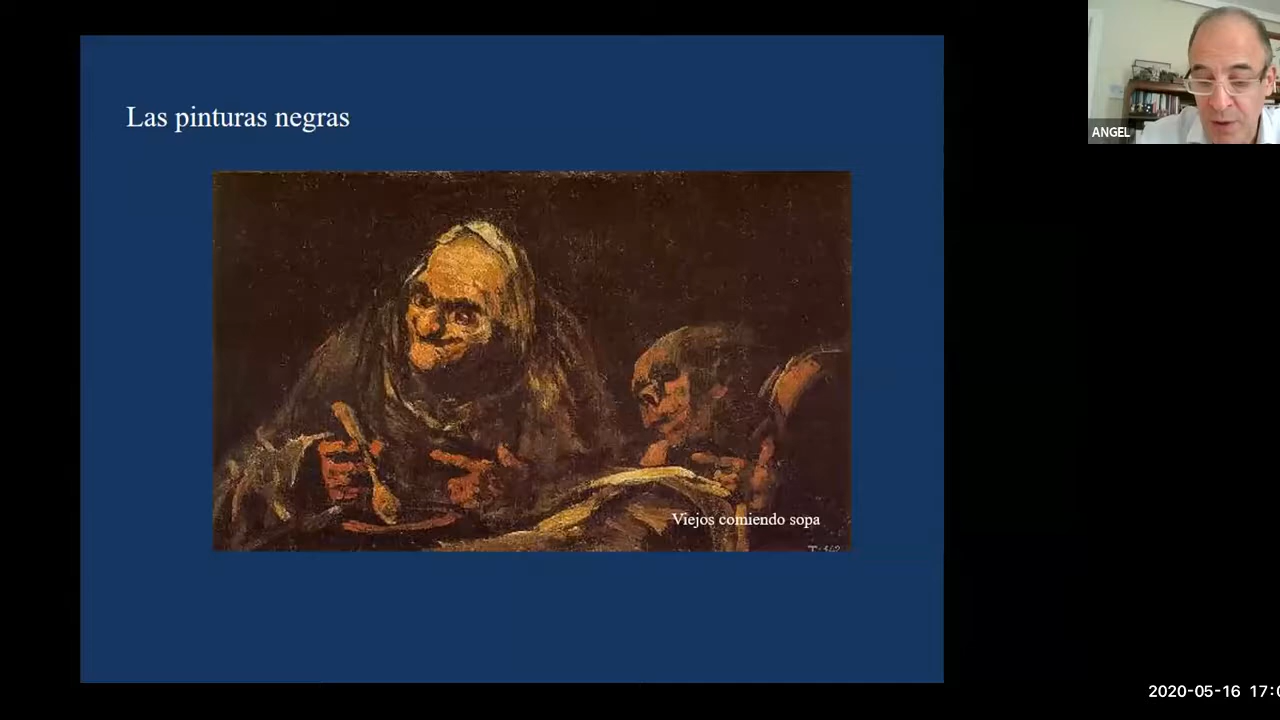 Las pinturas negras
ANGEL
Viejos comiendo sopa
2020-05-16 17:0